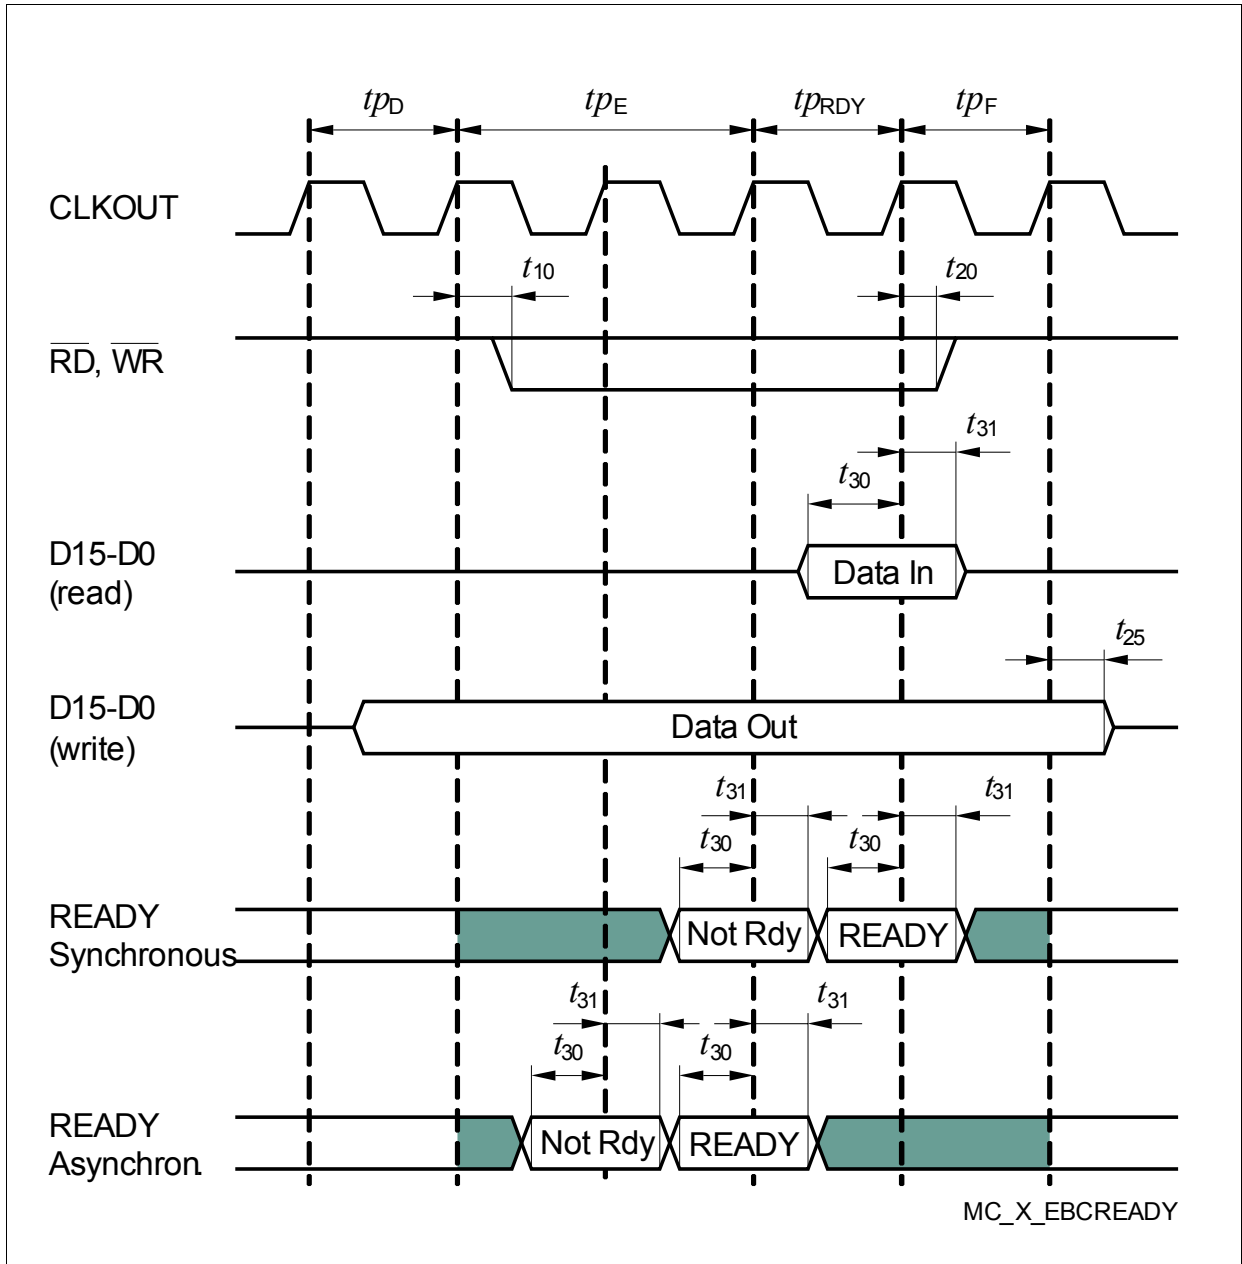 tpD tpE tpRDY tpF
CLKOUT
t10 t20
RD, WR
t31
t30
D15-D0
(read)
Data In
t25
D15-D0
(write)
Data Out
t31 t31
t30 t30
READY
Synchronous
Not Rdy READY
t31 t31
t30 t30
READY
Asynchron.
Not Rdy READY
MC_X_EBCREADY